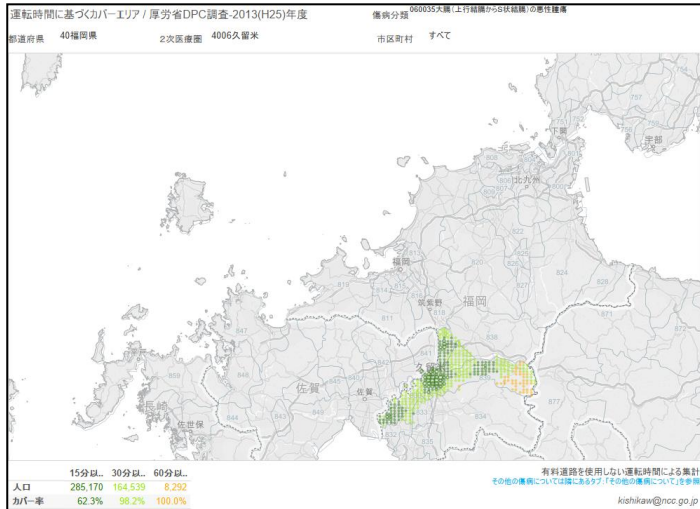 運転時間に基づくカバーエリア / 厚労省DPC調査-2013(H25)年度
傷病分類
060035大腸(上行結腸からS状結腸)の悪性腫瘍
都道府県 40福岡県 2次医療圏 4006久留米 市区町村 すべて
下関
宇部
北九州
福岡
筑紫野
福岡
久留
佐賀
佐賀
長崎
佐世保
15分以.. 30分以.. 60分以..
人口 285,170 164,539 8,292
カバー率 62.3% 98.2% 100.0%
有料道路を使用しない運転時間による集計
その他の傷病については隣にあるタブ:「その他の傷病について」を参照
kishikaw@ncc.go.jp